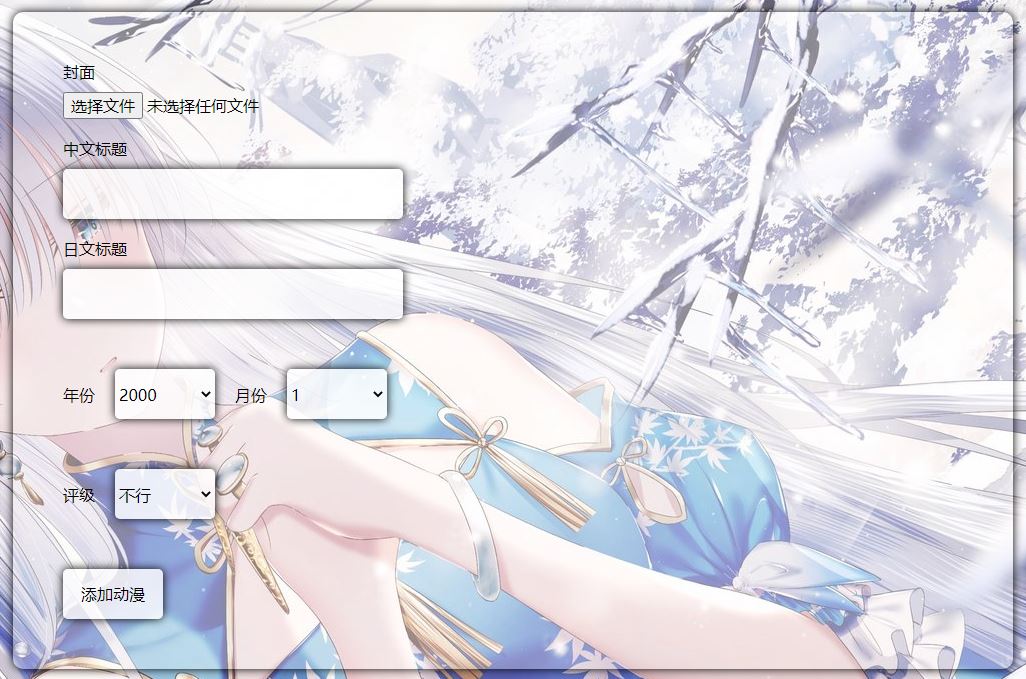 封面
选择文件 未选择任何文件
中文标题
日文标题
年份 2000 月份 1
评级 不行
添加动漫